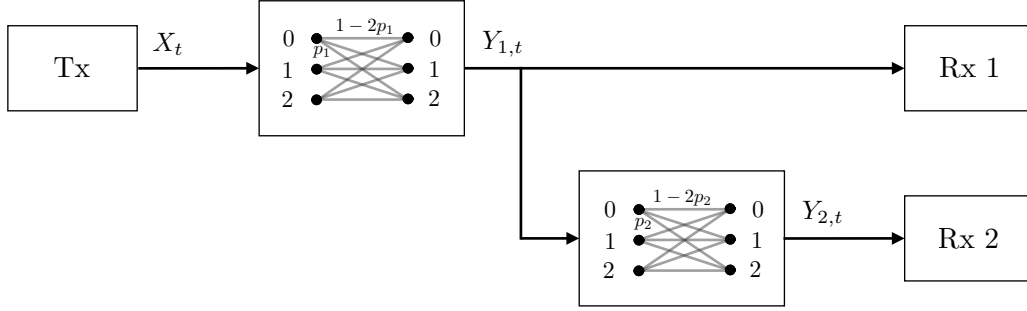 Tx
X_t
0 1 − 2p_1 0
p_1
1 1
2 2
Y_{1,t}
Rx 1
0 1 − 2p_2 0
p_2
1 1
2 2
Y_{2,t}
Rx 2